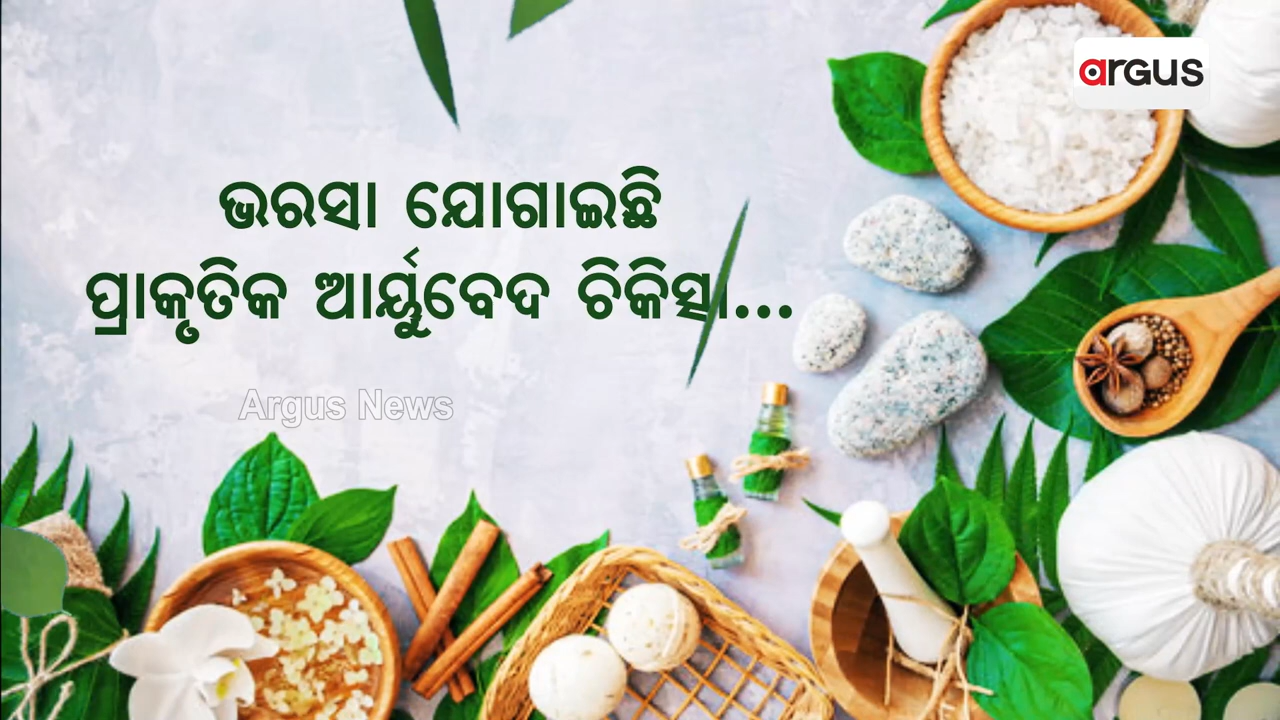 argus
ଭରସା ଯୋଗାଇଛି
ପ୍ରାକୃତିକ ଆର୍ୟୁବେଦ ଚିକିତ୍ସା...
Argus News